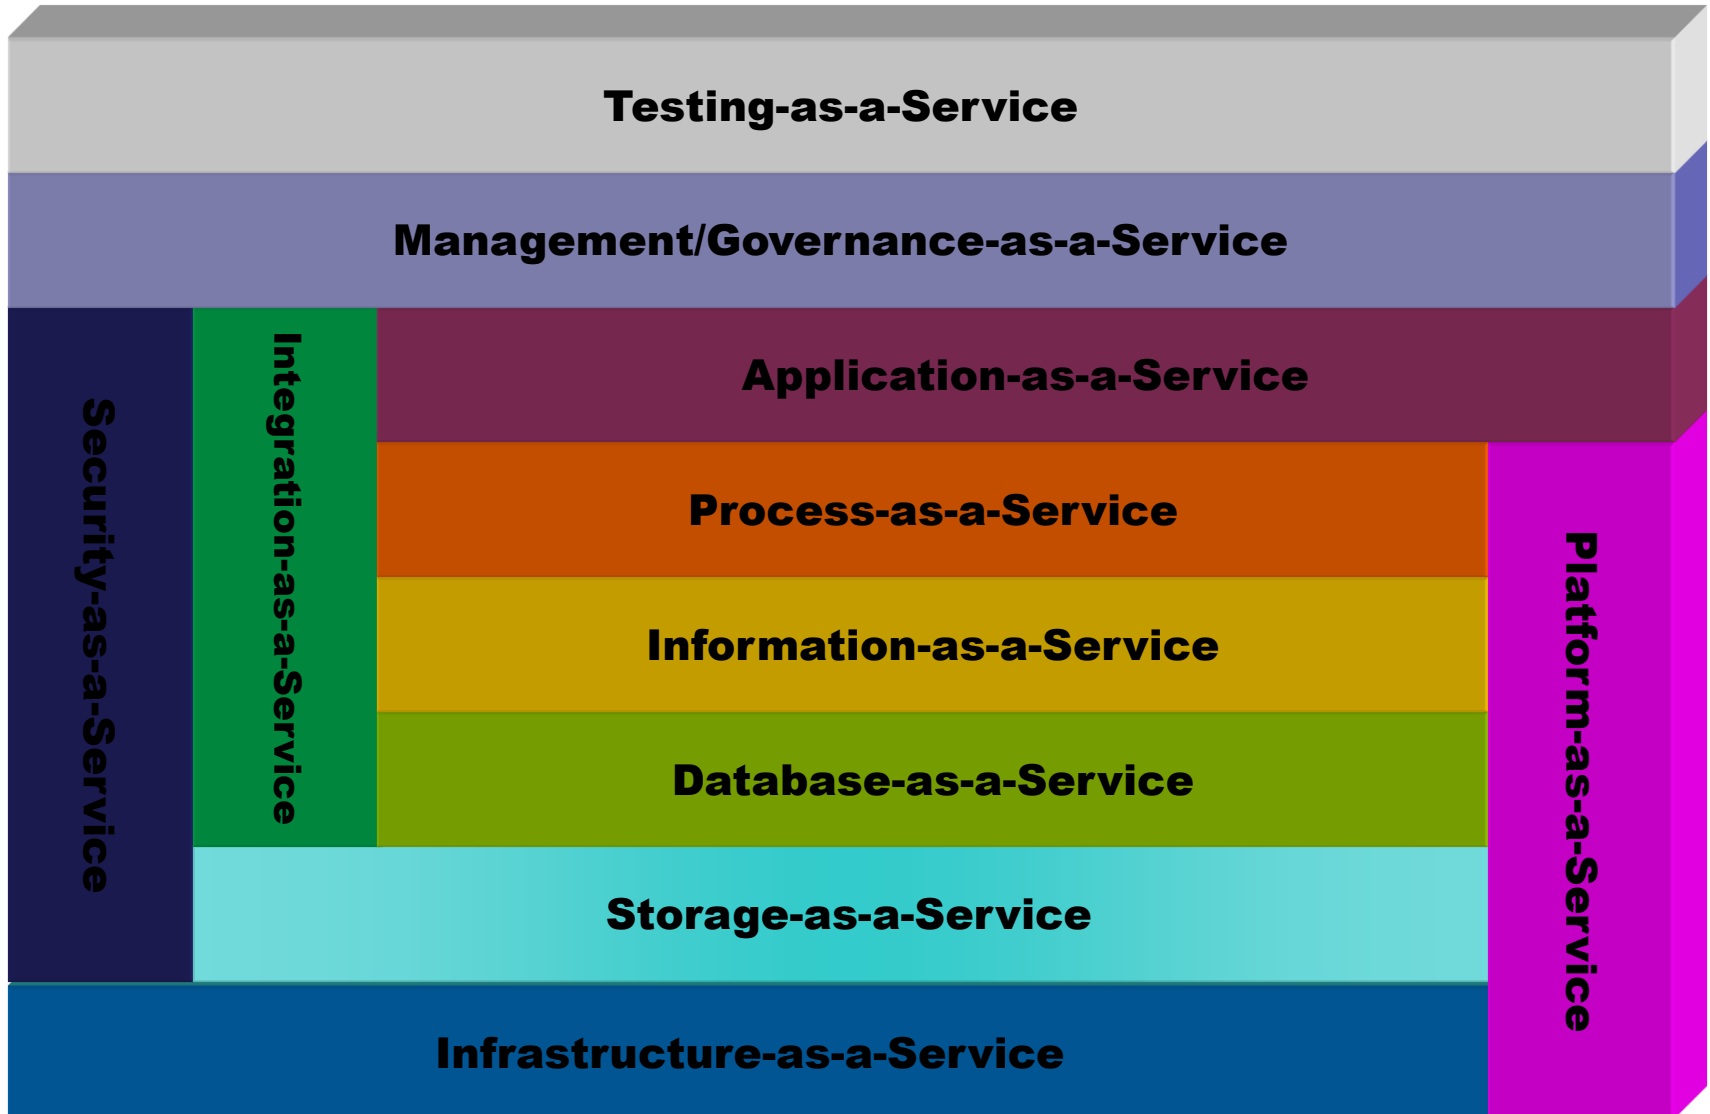 Testing-as-a-Service
Management/Governance-as-a-Service
Security-as-a-Service
Integration-as-a-Service
Application-as-a-Service
Process-as-a-Service
Information-as-a-Service
Database-as-a-Service
Platform-as-a-Service
Storage-as-a-Service
Infrastructure-as-a-Service